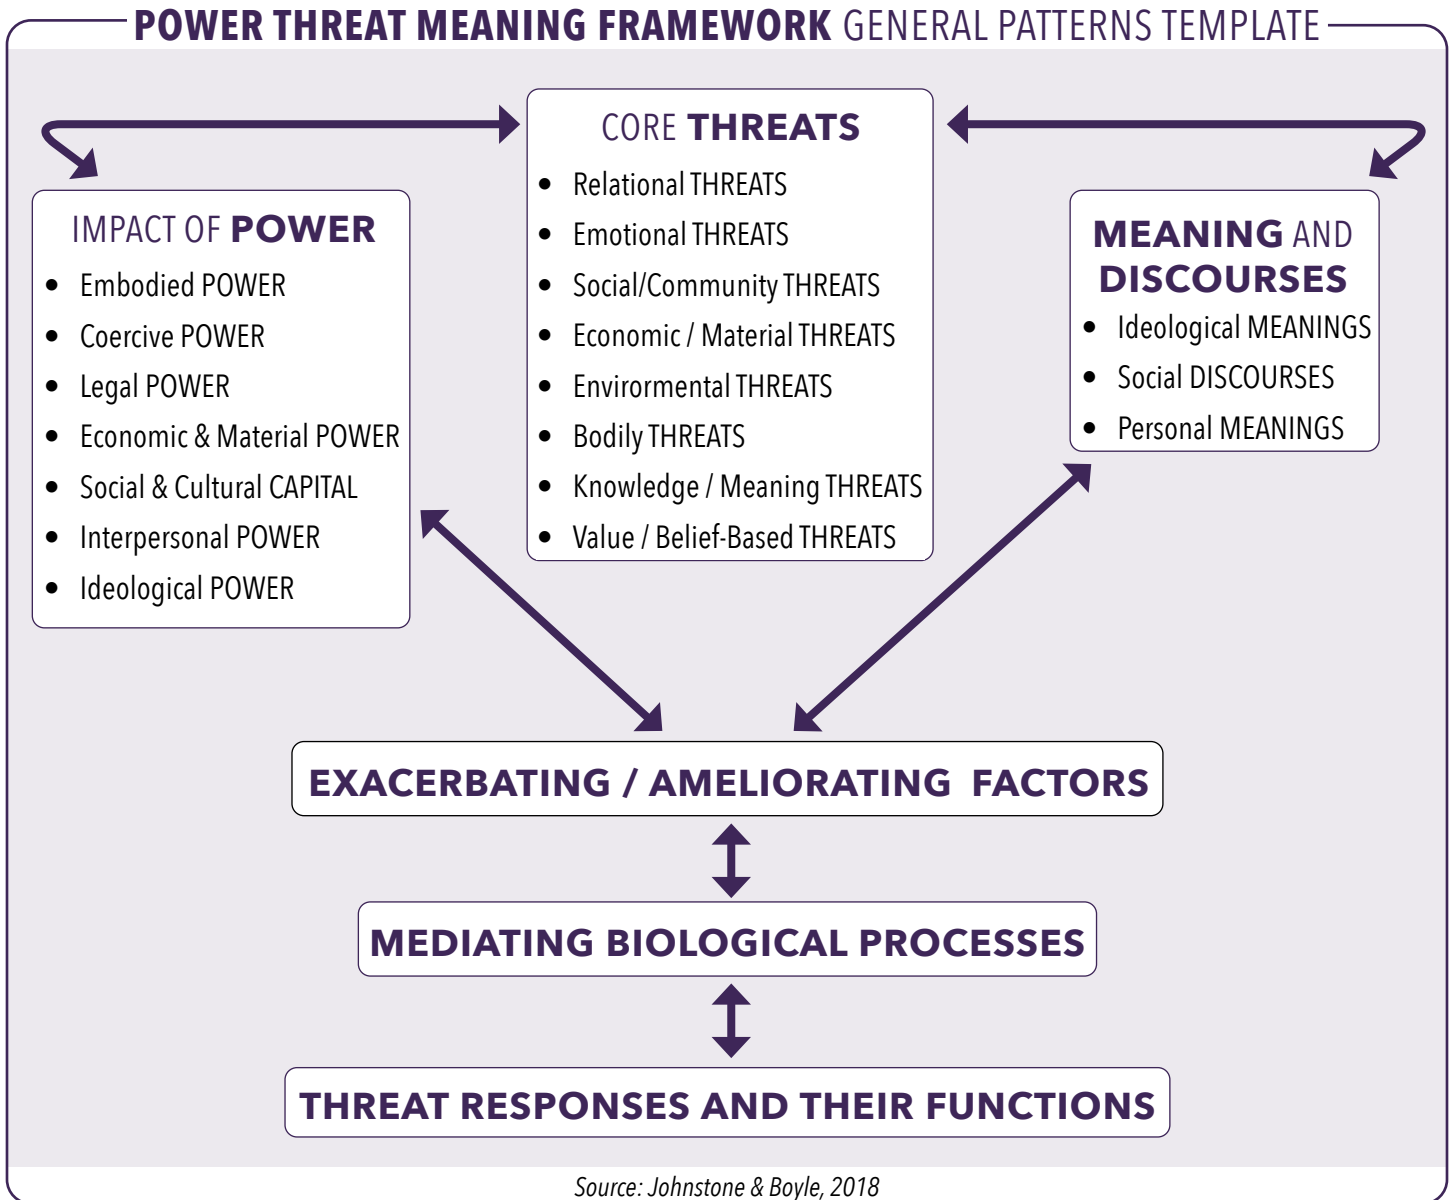 POWER THREAT MEANING FRAMEWORK GENERAL PATTERNS TEMPLATE
CORE THREATS
• Relational THREATS
• Emotional THREATS
• Social/Community THREATS
• Economic / Material THREATS
• Envirormental THREATS
• Bodily THREATS
• Knowledge / Meaning THREATS
• Value / Belief-Based THREATS
IMPACT OF POWER
• Embodied POWER
• Coercive POWER
• Legal POWER
• Economic & Material POWER
• Social & Cultural CAPITAL
• Interpersonal POWER
• Ideological POWER
MEANING AND
DISCOURSES
• Ideological MEANINGS
• Social DISCOURSES
• Personal MEANINGS
EXACERBATING / AMELIORATING FACTORS
MEDIATING BIOLOGICAL PROCESSES
THREAT RESPONSES AND THEIR FUNCTIONS
Source: Johnstone & Boyle, 2018